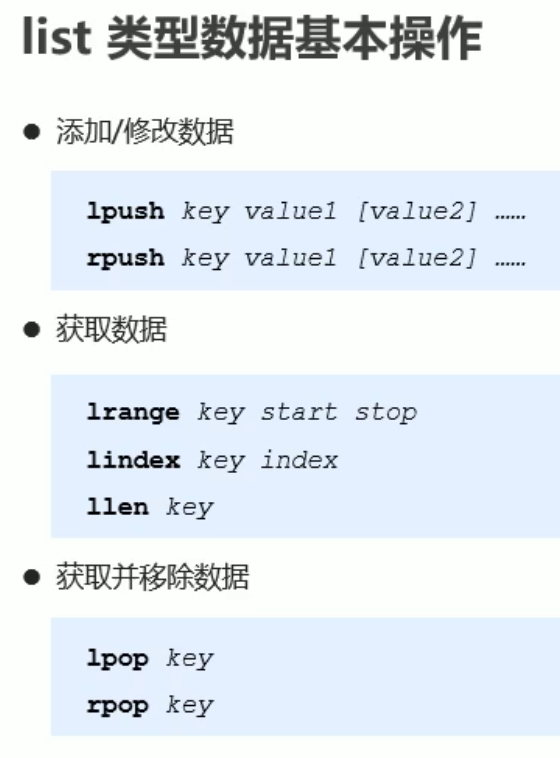 list 类型数据基本操作
● 添加/修改数据
lpush key value1 [value2] ……
rpush key value1 [value2] ……
● 获取数据
lrange key start stop
lindex key index
llen key
● 获取并移除数据
lpop key
rpop key